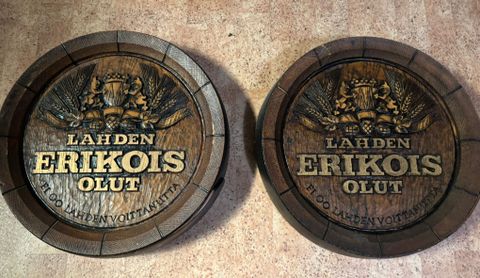 LAHDEN
ERIKOIS
OLUT
EI OO LAHDEN VOITTANUTTA
LAHDEN
ERIKOIS
OLUT
EI OO LAHDEN VOITTANUTTA